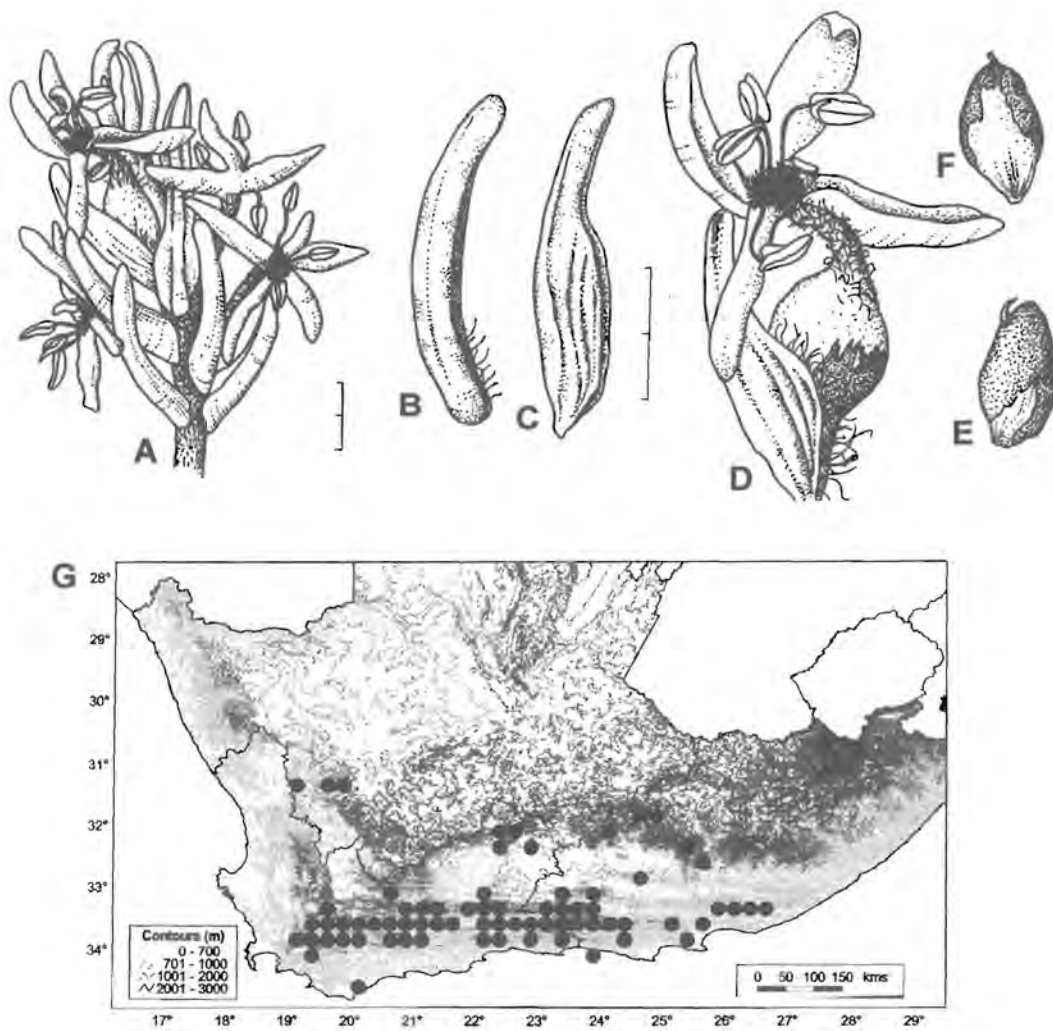 A
B
C
D
F
E
G
28°
29°
30°
31°
32°
33°
34°
Contours (m)
0 - 700
701 - 1000
1001 - 2000
2001 - 3000
0 50 100 150 kms
17° 18° 19° 20° 21° 22° 23° 24° 25° 26° 27° 28° 29°